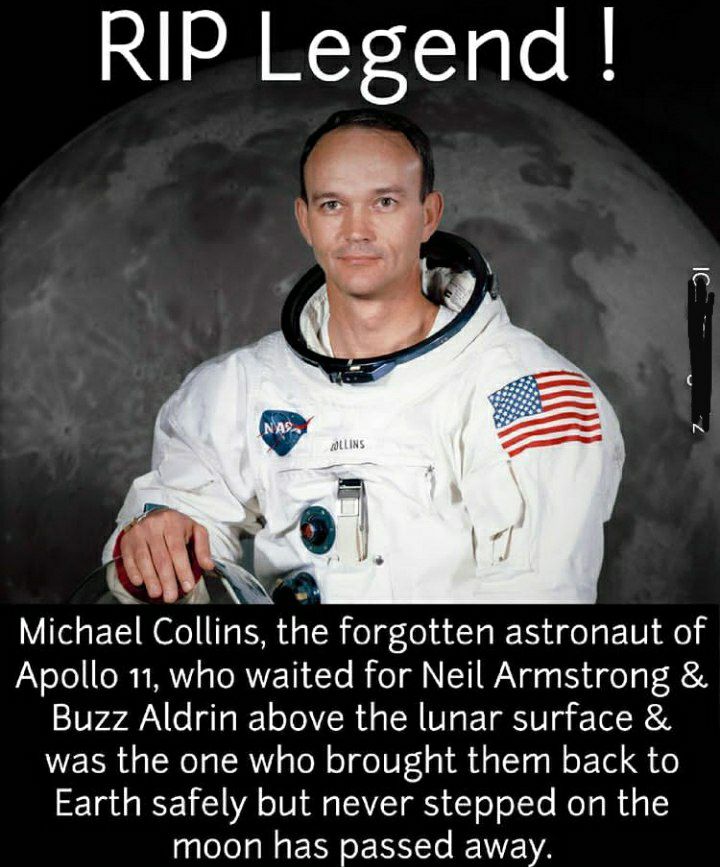 RIP Legend !
NASA
COLLINS
Michael Collins, the forgotten astronaut of
Apollo 11, who waited for Neil Armstrong &
Buzz Aldrin above the lunar surface &
was the one who brought them back to
Earth safely but never stepped on the
moon has passed away.